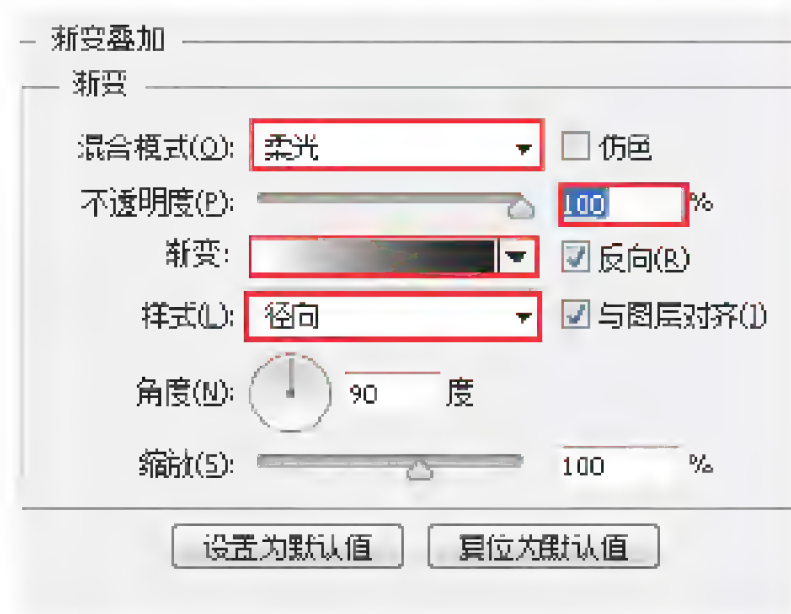 渐变叠加
渐变
混合模式(O): 柔光 仿色
不透明度(P): 100 %
渐变: 反向(R)
样式(L): 径向 与图层对齐(I)
角度(N): 90 度
缩放(S): 100 %
设置为默认值 复位为默认值